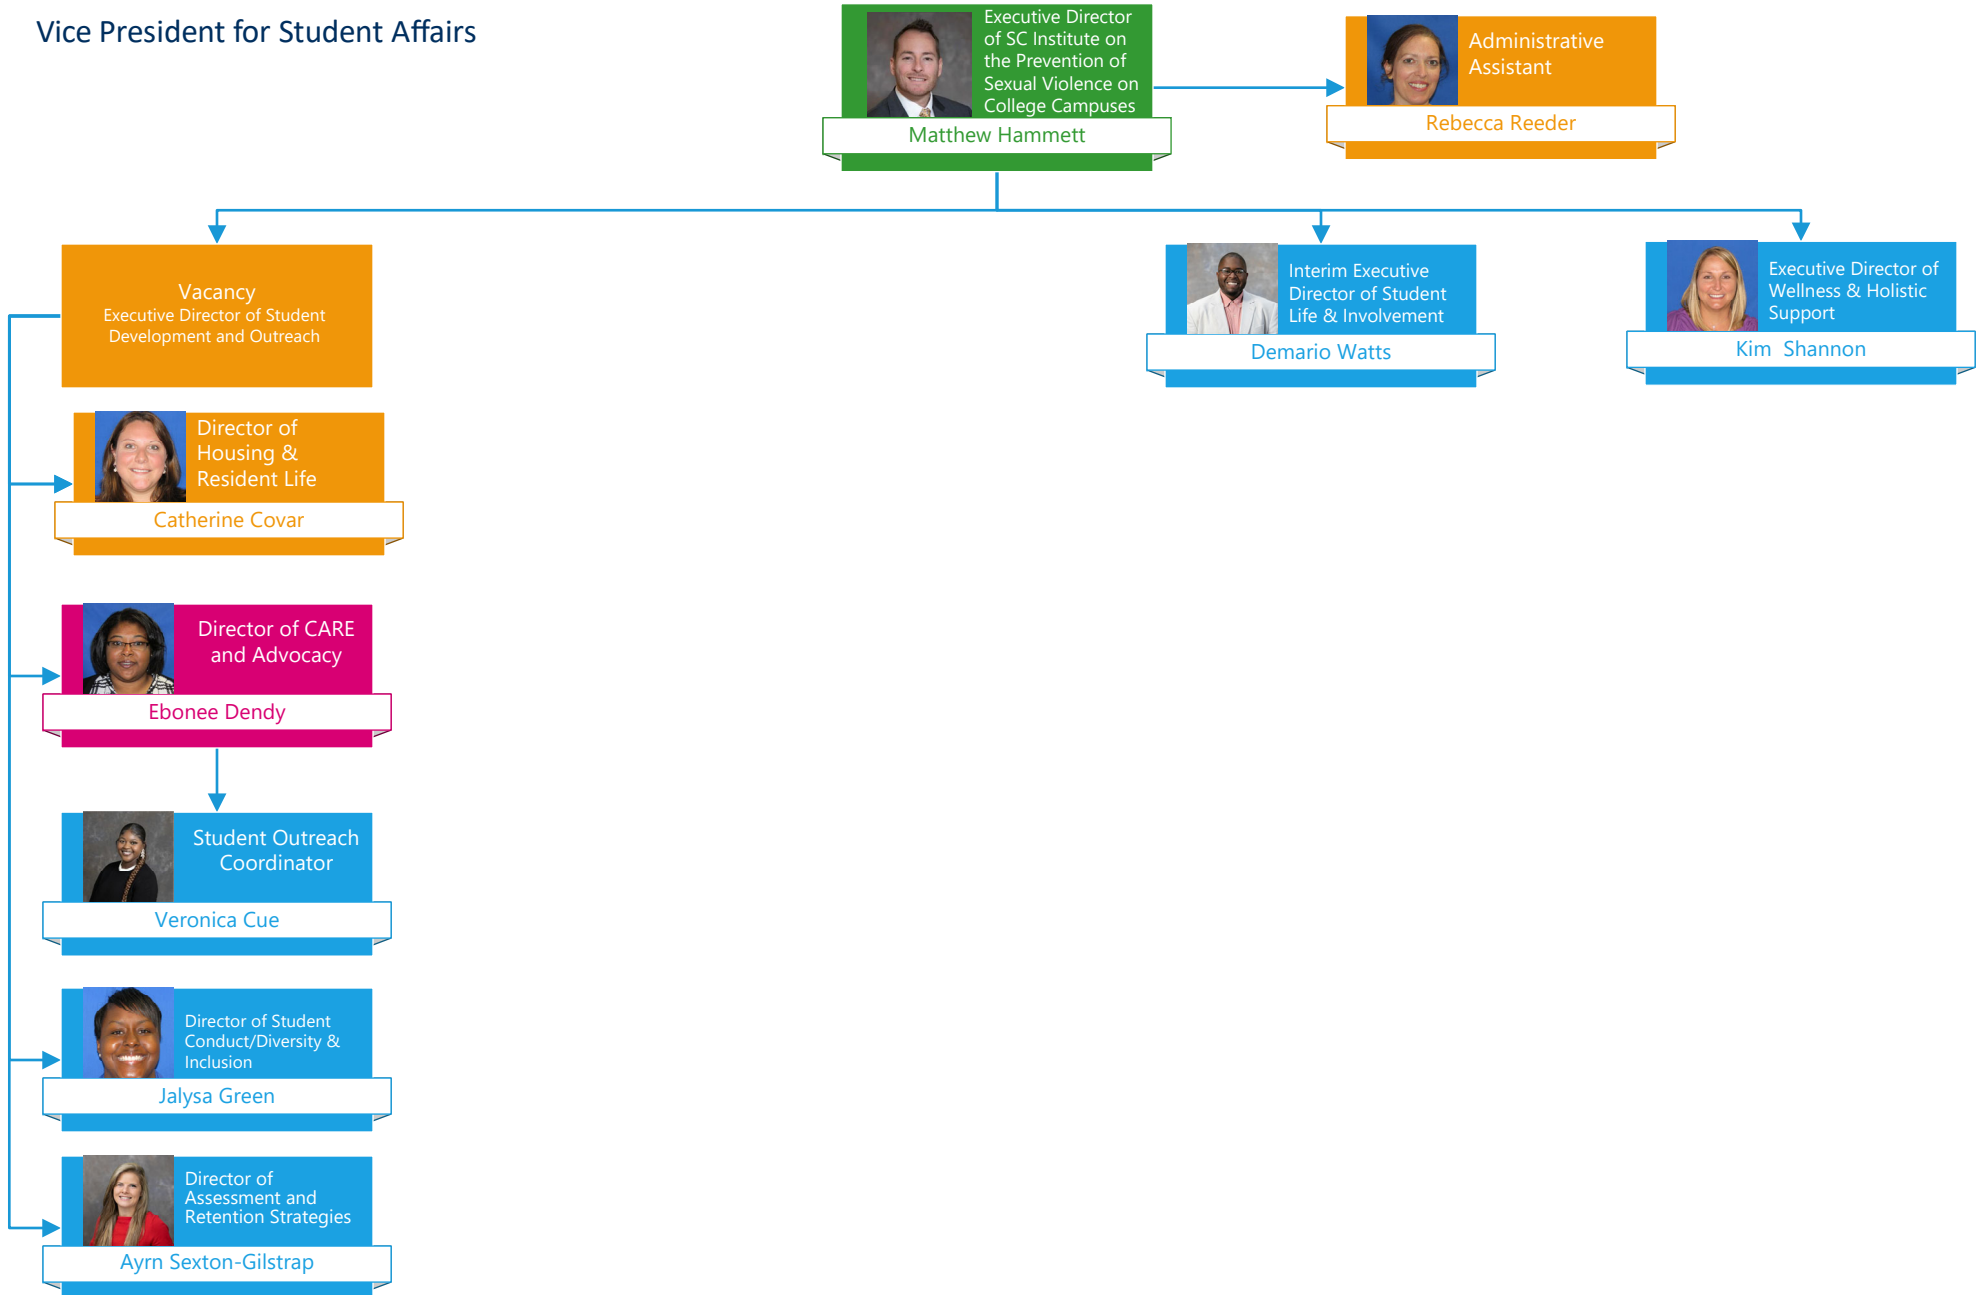 Vice President for Student Affairs
Executive Director
of SC Institute on
the Prevention of
Sexual Violence on
College Campuses
Matthew Hammett
Administrative
Assistant
Rebecca Reeder
Vacancy
Executive Director of Student
Development and Outreach
Interim Executive
Director of Student
Life & Involvement
Demario Watts
Executive Director of
Wellness & Holistic
Support
Kim  Shannon
Director of
Housing &
Resident Life
Catherine Covar
Director of CARE
and Advocacy
Ebonee Dendy
Student Outreach
Coordinator
Veronica Cue
Director of Student
Conduct/Diversity &
Inclusion
Jalysa Green
Director of
Assessment and
Retention Strategies
Ayrn Sexton-Gilstrap